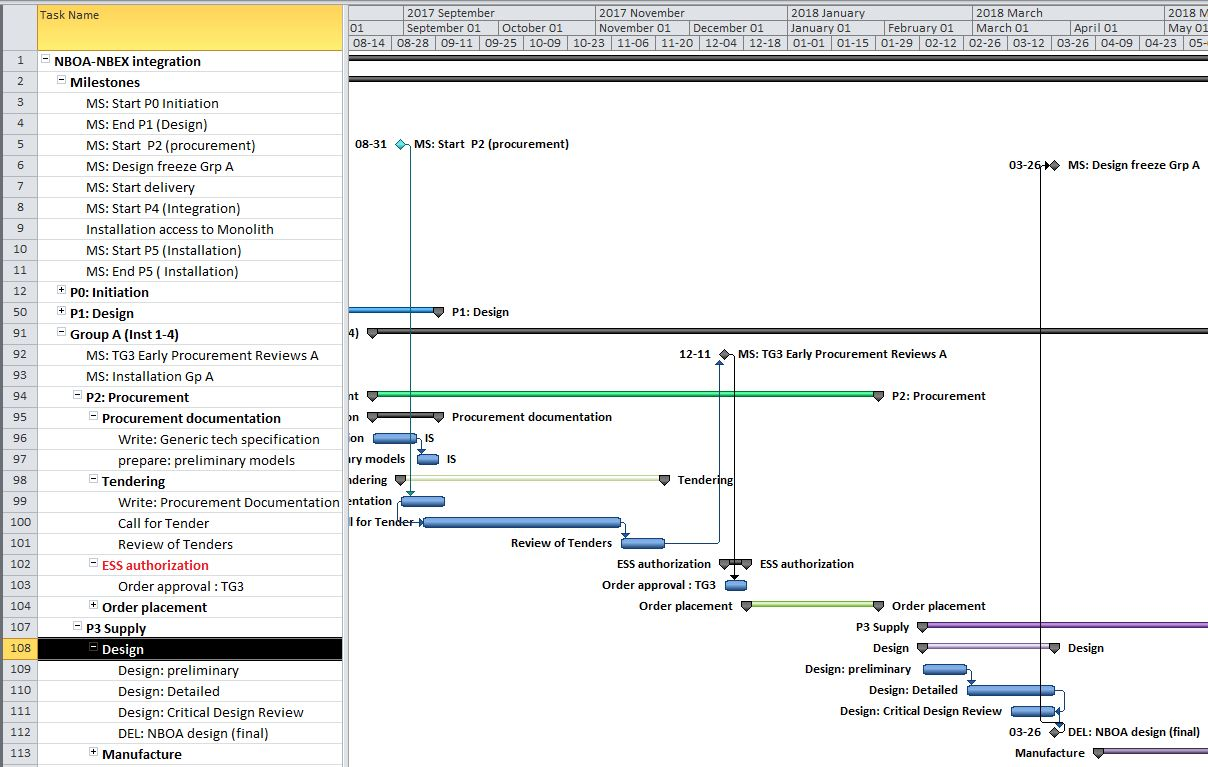 Task Name
2017 September 2017 November 2018 January 2018 March 2018 M
01 September 01 October 01 November 01 December 01 January 01 February 01 March 01 April 01 May 01
08-14 08-28 09-11 09-25 10-09 10-23 11-06 11-20 12-04 12-18 01-01 01-15 01-29 02-12 02-26 03-12 03-26 04-09 04-23 05-0
1 NBOA-NBEX integration
2 Milestones
3 MS: Start P0 Initiation
4 MS: End P1 (Design)
5 MS: Start P2 (procurement) 08-31 MS: Start P2 (procurement)
6 MS: Design freeze Grp A 03-26 MS: Design freeze Grp A
7 MS: Start delivery
8 MS: Start P4 (Integration)
9 Installation access to Monolith
10 MS: Start P5 (Installation)
11 MS: End P5 ( Installation)
12 P0: Initiation
50 P1: Design P1: Design
91 Group A (Inst 1-4) 4)
92 MS: TG3 Early Procurement Reviews A 12-11 MS: TG3 Early Procurement Reviews A
93 MS: Installation Gp A
94 P2: Procurement nt P2: Procurement
95 Procurement documentation on Procurement documentation
96 Write: Generic tech specification ion IS
97 prepare: preliminary models ry models IS
98 Tendering ndering Tendering
99 Write: Procurement Documentation entation
100 Call for Tender l for Tender
101 Review of Tenders Review of Tenders
102 ESS authorization ESS authorization ESS authorization
103 Order approval : TG3 Order approval : TG3
104 Order placement Order placement Order placement
107 P3 Supply P3 Supply
108 Design Design Design
109 Design: preliminary Design: preliminary
110 Design: Detailed Design: Detailed
111 Design: Critical Design Review Design: Critical Design Review
112 DEL: NBOA design (final) 03-26 DEL: NBOA design (final)
113 Manufacture Manufacture